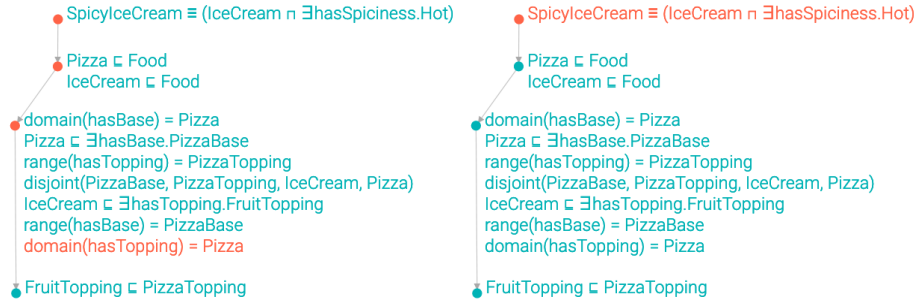 SpicyIceCream ≡ (IceCream ⊓ ∃hasSpiciness.Hot)
Pizza ⊑ Food
IceCream ⊑ Food
domain(hasBase) = Pizza
Pizza ⊑ ∃hasBase.PizzaBase
range(hasTopping) = PizzaTopping
disjoint(PizzaBase, PizzaTopping, IceCream, Pizza)
IceCream ⊑ ∃hasTopping.FruitTopping
range(hasBase) = PizzaBase
domain(hasTopping) = Pizza
FruitTopping ⊑ PizzaTopping
SpicyIceCream ≡ (IceCream ⊓ ∃hasSpiciness.Hot)
Pizza ⊑ Food
IceCream ⊑ Food
domain(hasBase) = Pizza
Pizza ⊑ ∃hasBase.PizzaBase
range(hasTopping) = PizzaTopping
disjoint(PizzaBase, PizzaTopping, IceCream, Pizza)
IceCream ⊑ ∃hasTopping.FruitTopping
range(hasBase) = PizzaBase
domain(hasTopping) = Pizza
FruitTopping ⊑ PizzaTopping